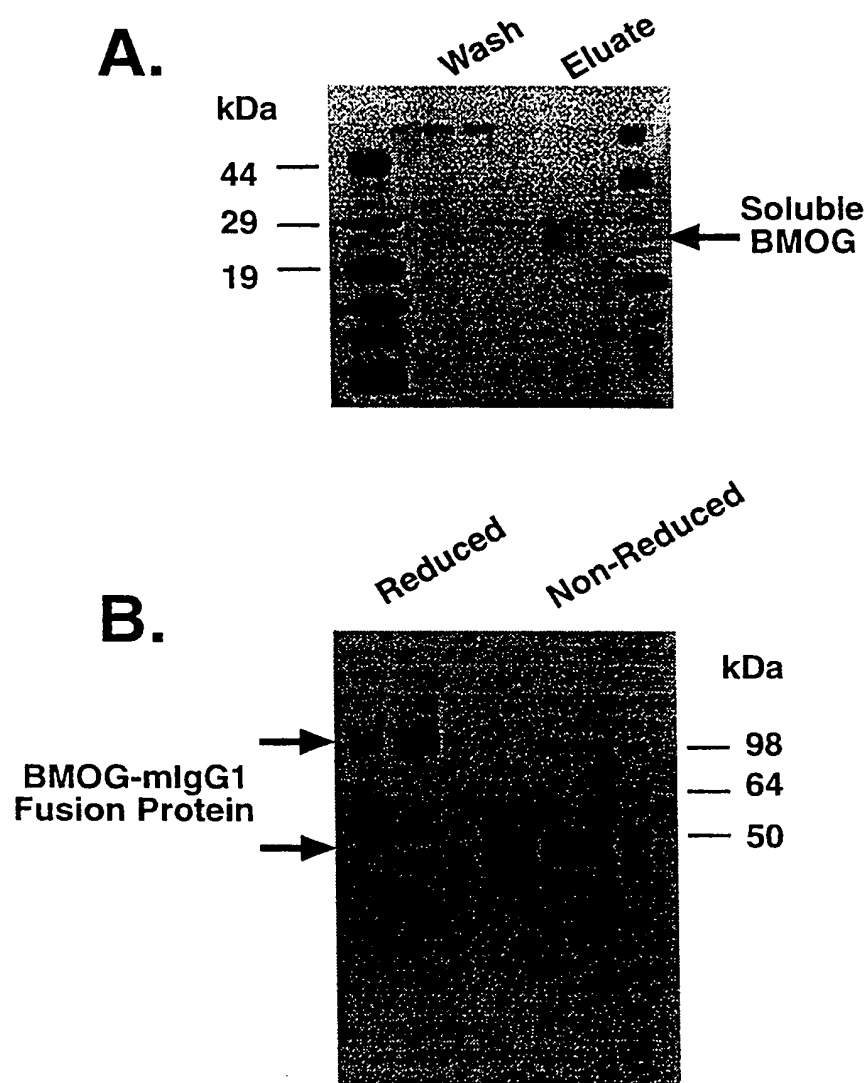 A.
Wash Eluate
kDa
44
29
19
Soluble
BMOG
B.
Reduced Non-Reduced
kDa
98
64
50
BMOG-mIgG1
Fusion Protein